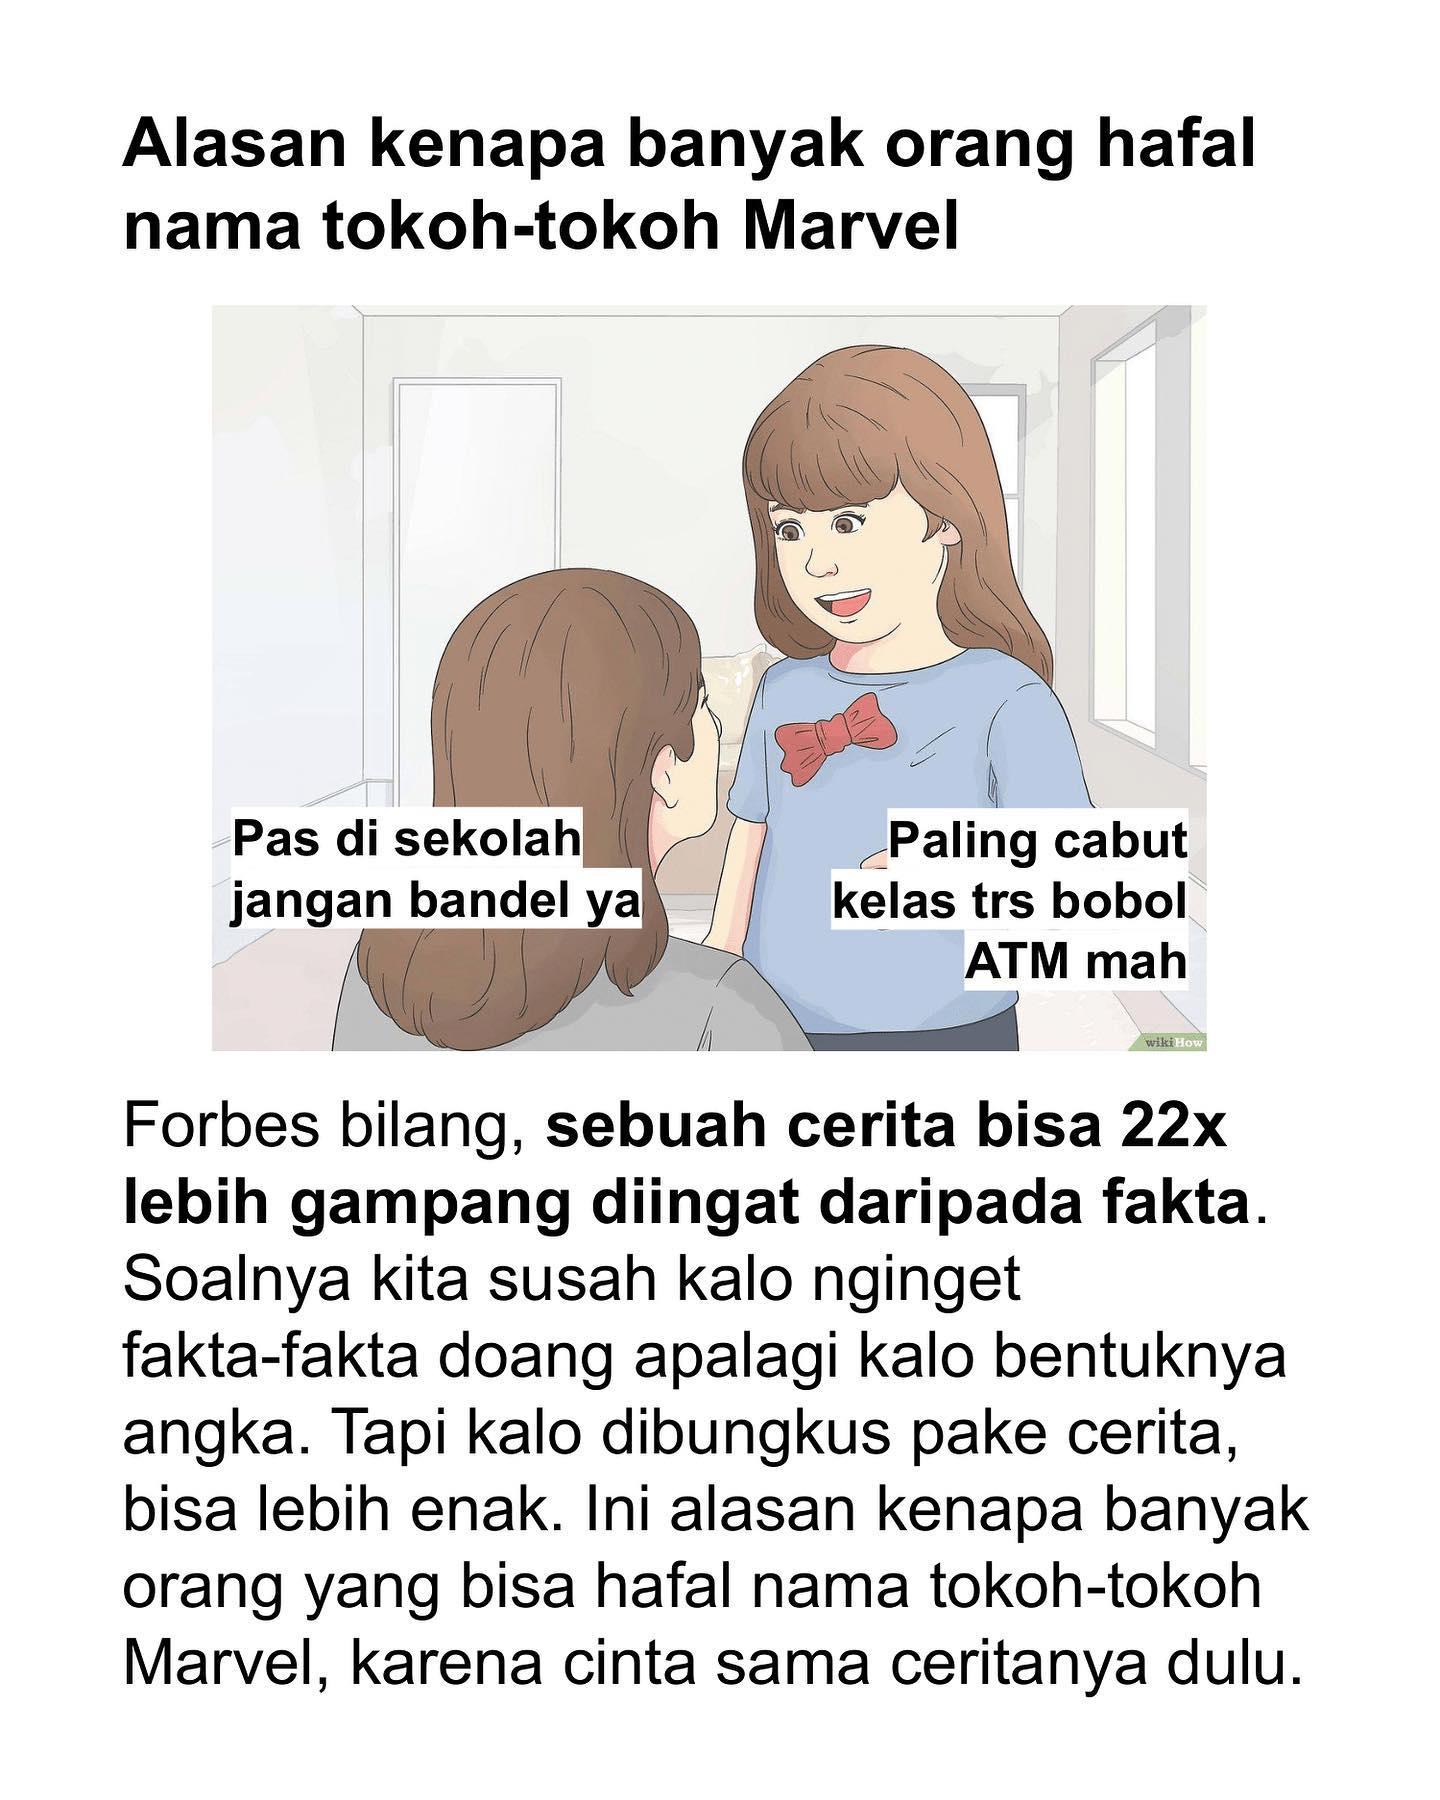 Alasan kenapa banyak orang hafal
nama tokoh-tokoh Marvel
Pas di sekolah
jangan bandel ya
Paling cabut
kelas trs bobol
ATM mah
wikiHow
Forbes bilang, sebuah cerita bisa 22x
lebih gampang diingat daripada fakta.
Soalnya kita susah kalo nginget
fakta-fakta doang apalagi kalo bentuknya
angka. Tapi kalo dibungkus pake cerita,
bisa lebih enak. Ini alasan kenapa banyak
orang yang bisa hafal nama tokoh-tokoh
Marvel, karena cinta sama ceritanya dulu.